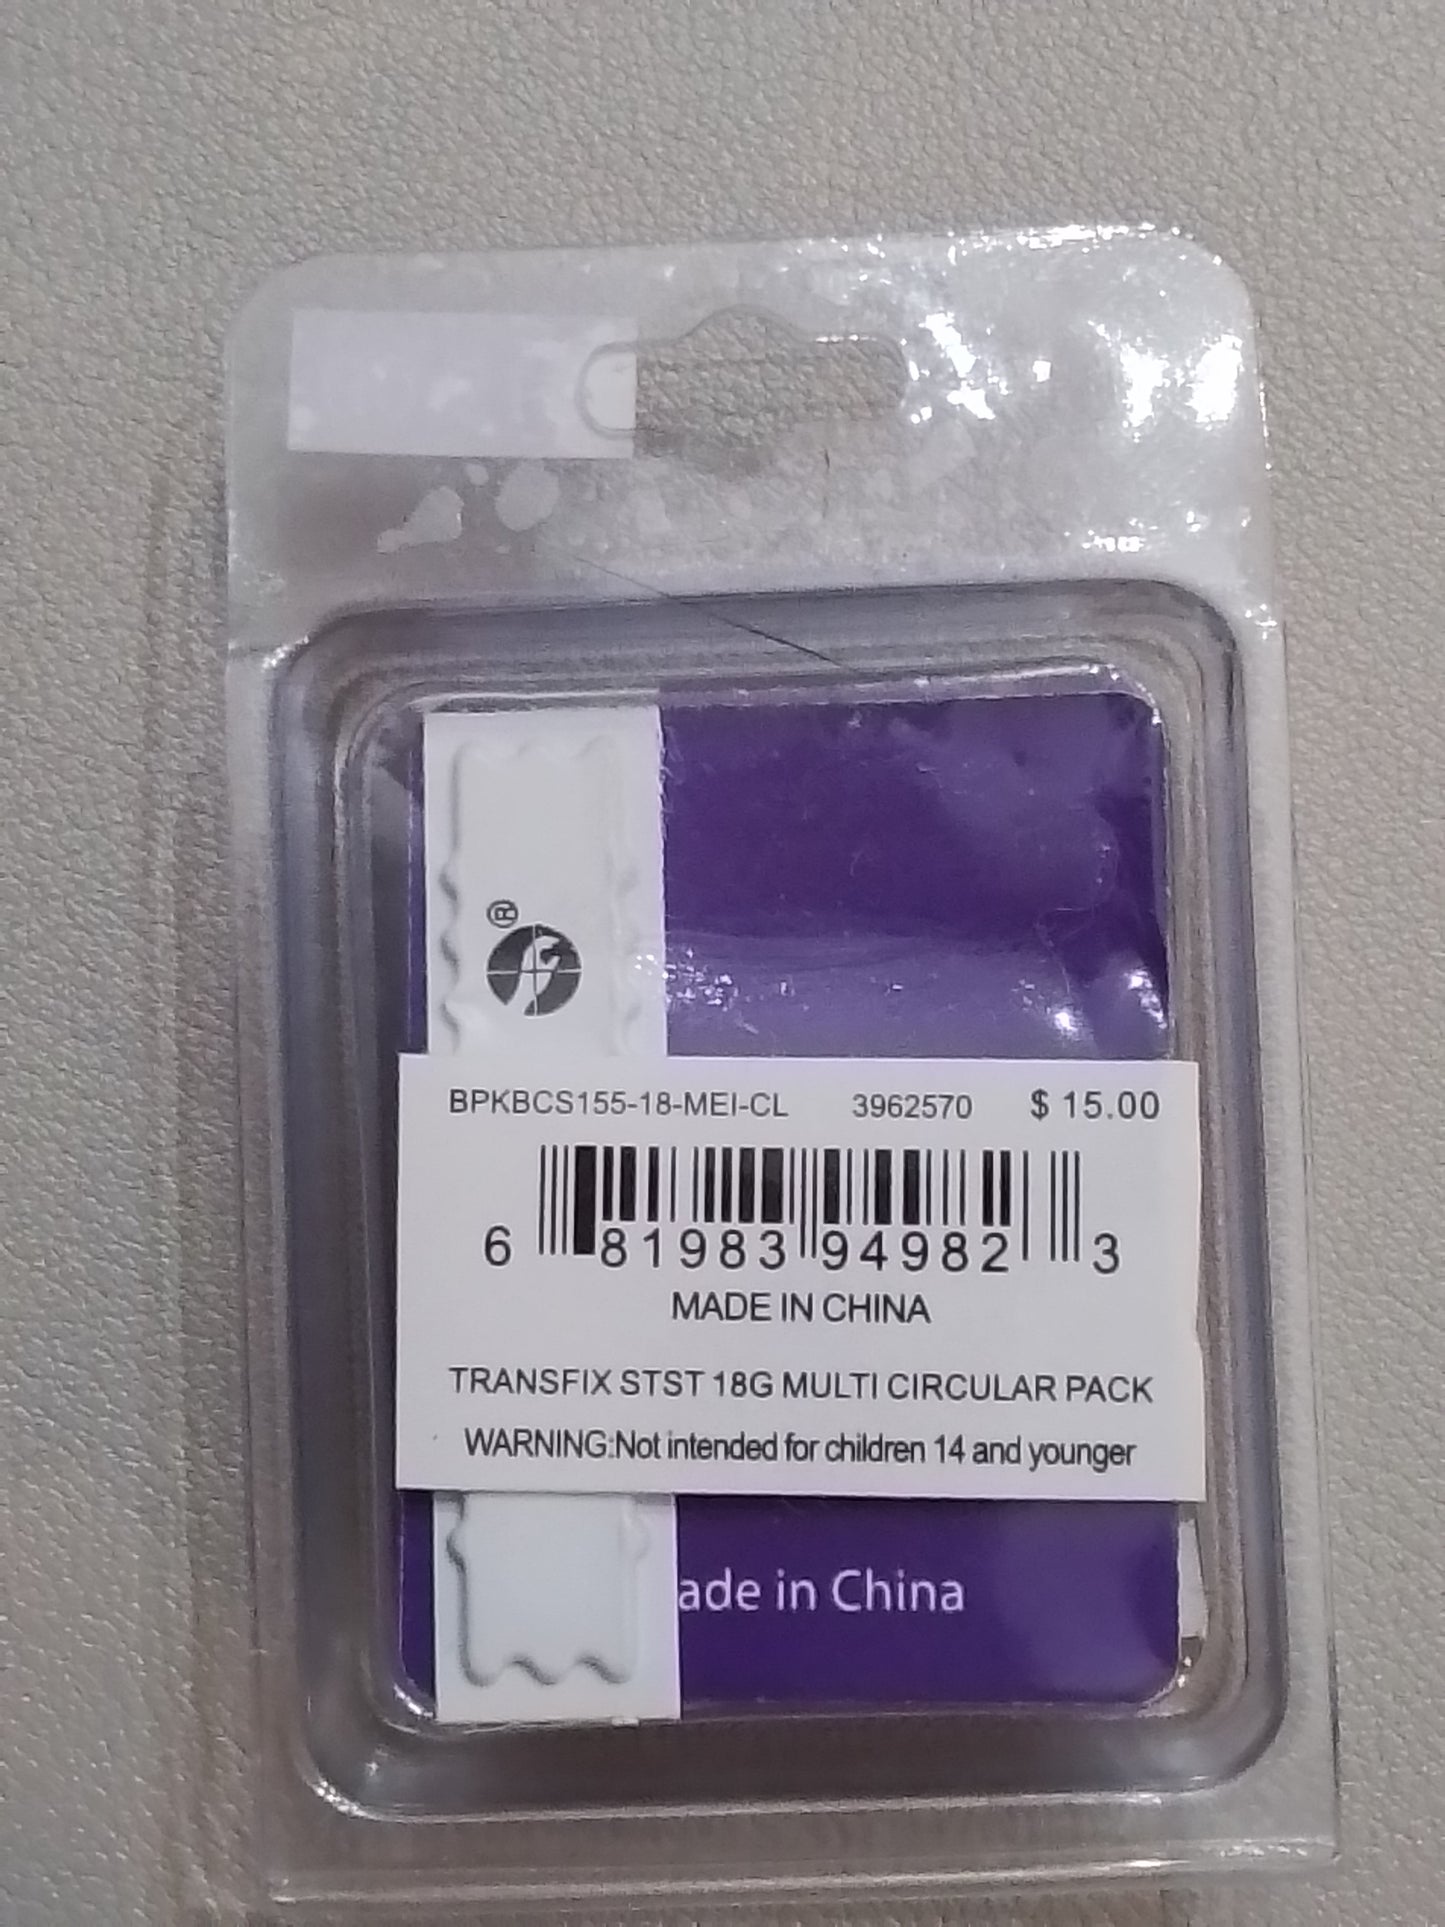 ®
BPKBCS155-18-MEI-CL 3962570 $ 15.00
6 81983 94982 3
MADE IN CHINA
TRANSFIX STST 18G MULTI CIRCULAR PACK
WARNING:Not intended for children 14 and younger
ade in China